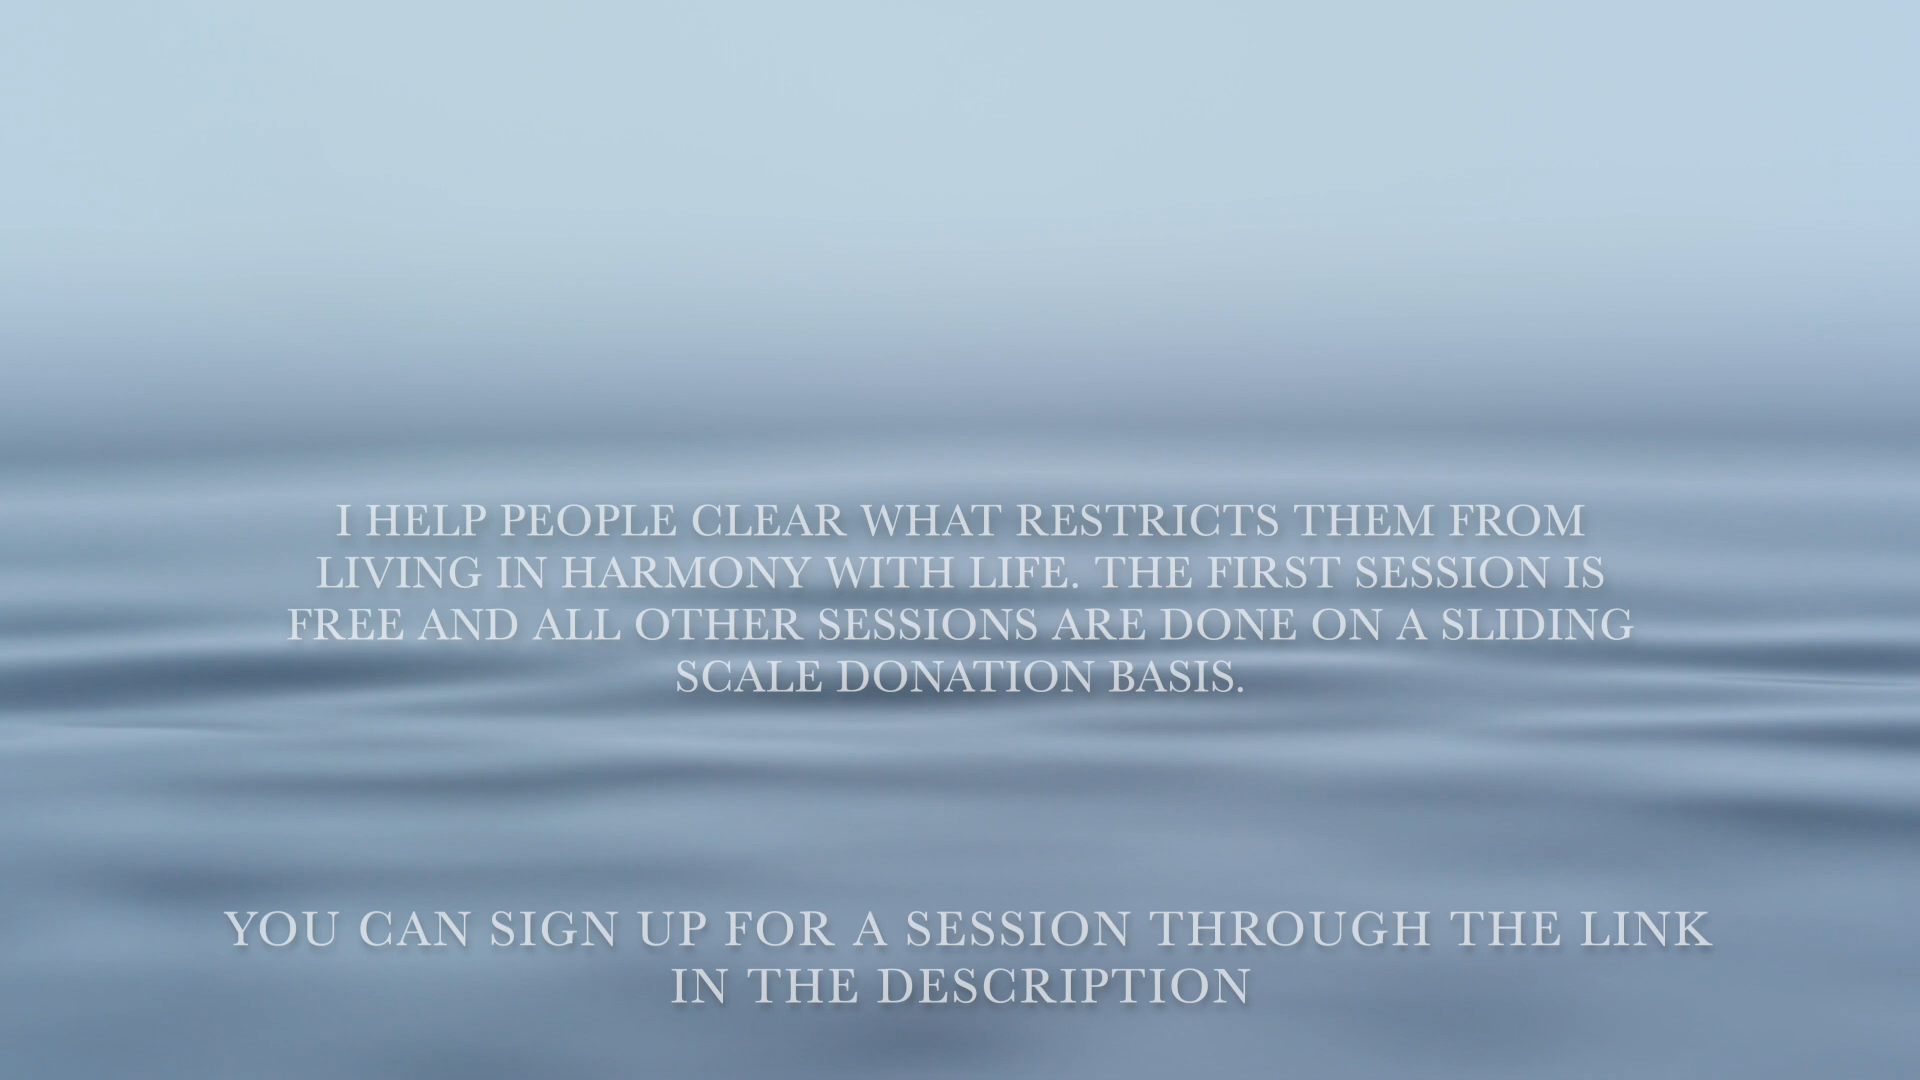 I HELP PEOPLE CLEAR WHAT RESTRICTS THEM FROM
LIVING IN HARMONY WITH LIFE. THE FIRST SESSION IS
FREE AND ALL OTHER SESSIONS ARE DONE ON A SLIDING
SCALE DONATION BASIS.
YOU CAN SIGN UP FOR A SESSION THROUGH THE LINK
IN THE DESCRIPTION